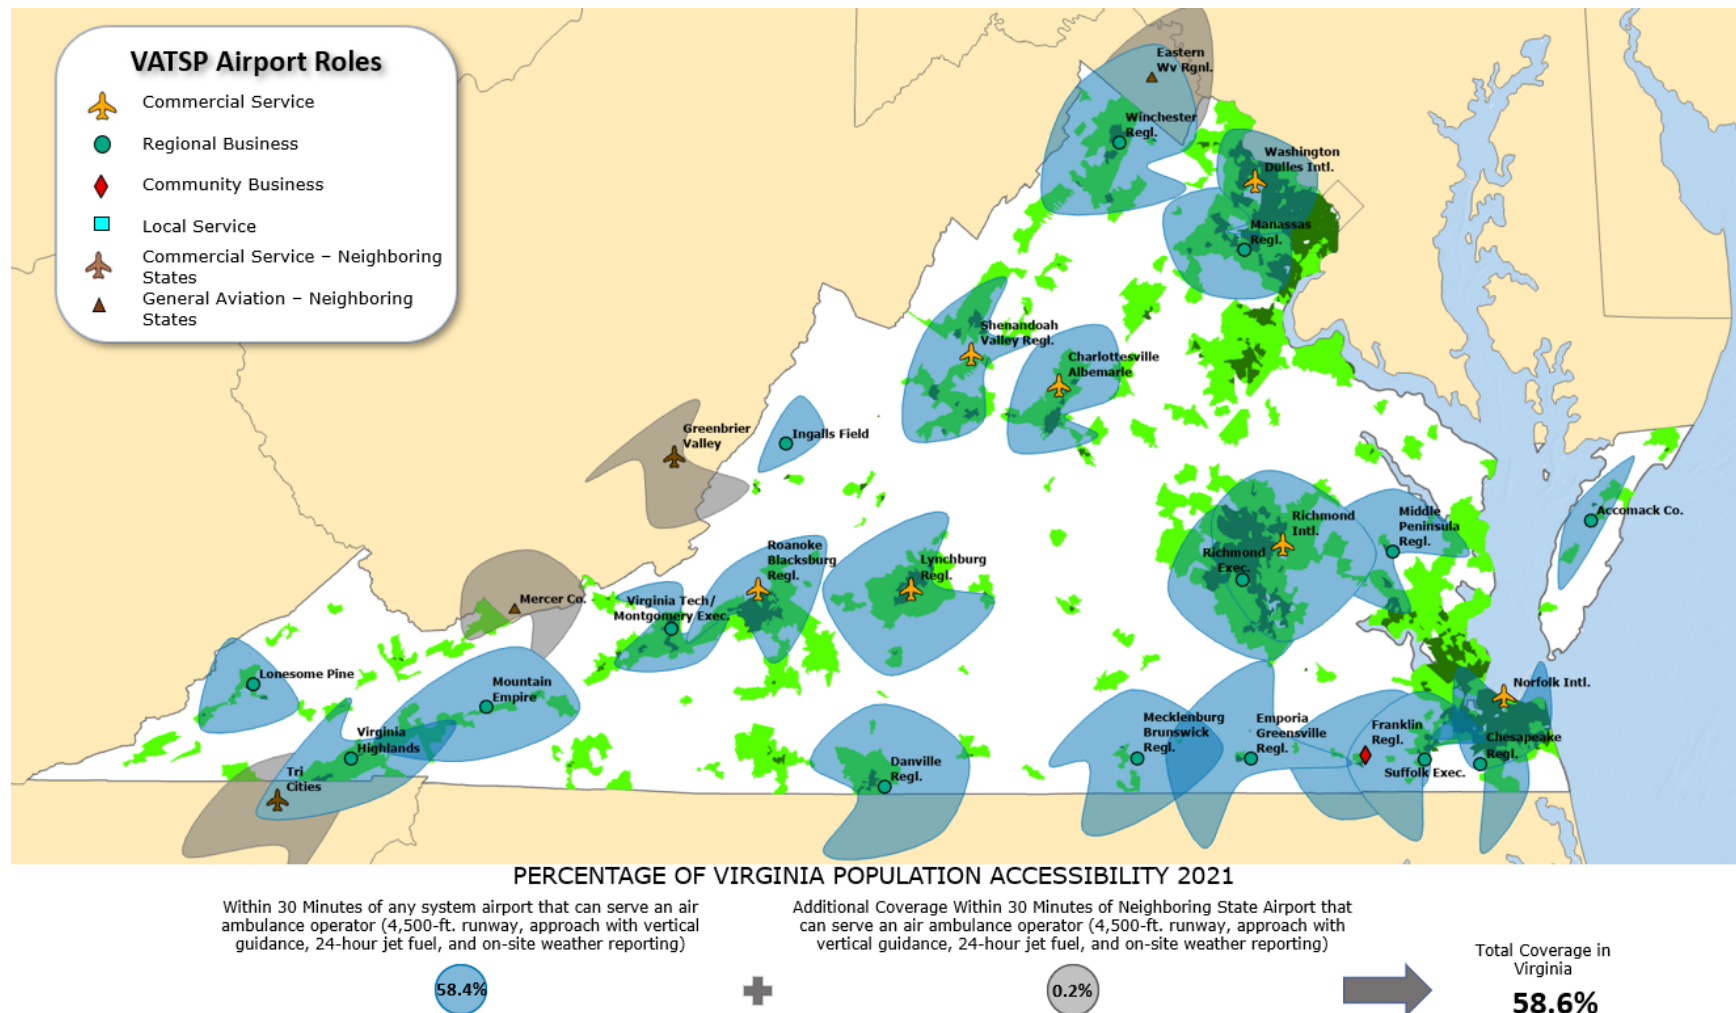 VATSP Airport Roles
Commercial Service
Regional Business
Community Business
Local Service
Commercial Service – Neighboring
States
General Aviation – Neighboring
States
Eastern
Wv Rgnl.
Winchester
Regl.
Washington
Dulles Intl.
Manassas
Regl.
Shenandoah
Valley Regl.
Charlottesville
Albemarle
Greenbrier
Valley
Ingalls Field
Accomack Co.
Middle
Peninsula
Regl.
Richmond
Intl.
Richmond
Exec.
Roanoke
Blacksburg
Regl.
Lynchburg
Regl.
Mercer Co.
Virginia Tech/
Montgomery Exec.
Lonesome Pine
Mountain
Empire
Norfolk Intl.
Virginia
Highlands
Mecklenburg
Brunswick
Regl.
Emporia
Greensville
Regl.
Franklin
Regl.
Chesapeake
Regl.
Suffolk Exec.
Danville
Regl.
Tri
Cities
PERCENTAGE OF VIRGINIA POPULATION ACCESSIBILITY 2021
Within 30 Minutes of any system airport that can serve an air
ambulance operator (4,500-ft. runway, approach with vertical
guidance, 24-hour jet fuel, and on-site weather reporting)
58.4%
Additional Coverage Within 30 Minutes of Neighboring State Airport that
can serve an air ambulance operator (4,500-ft. runway, approach with
vertical guidance, 24-hour jet fuel, and on-site weather reporting)
0.2%
Total Coverage in
Virginia
58.6%